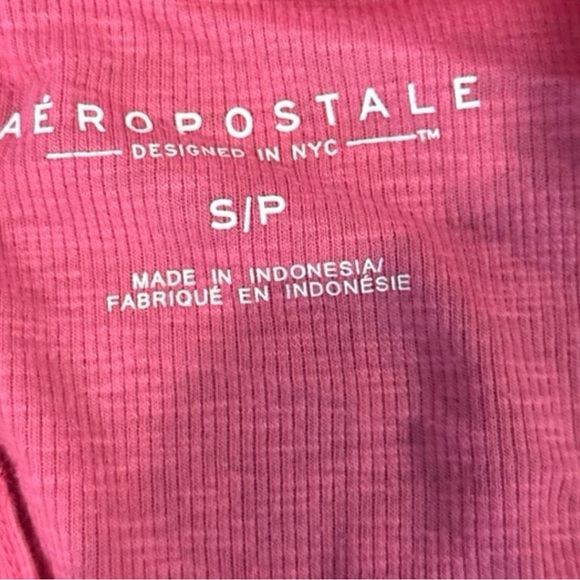 AÉROPOSTALE
DESIGNED IN NYC ™
S/P
MADE IN INDONESIA/
FABRIQUÉ EN INDONÉSIE